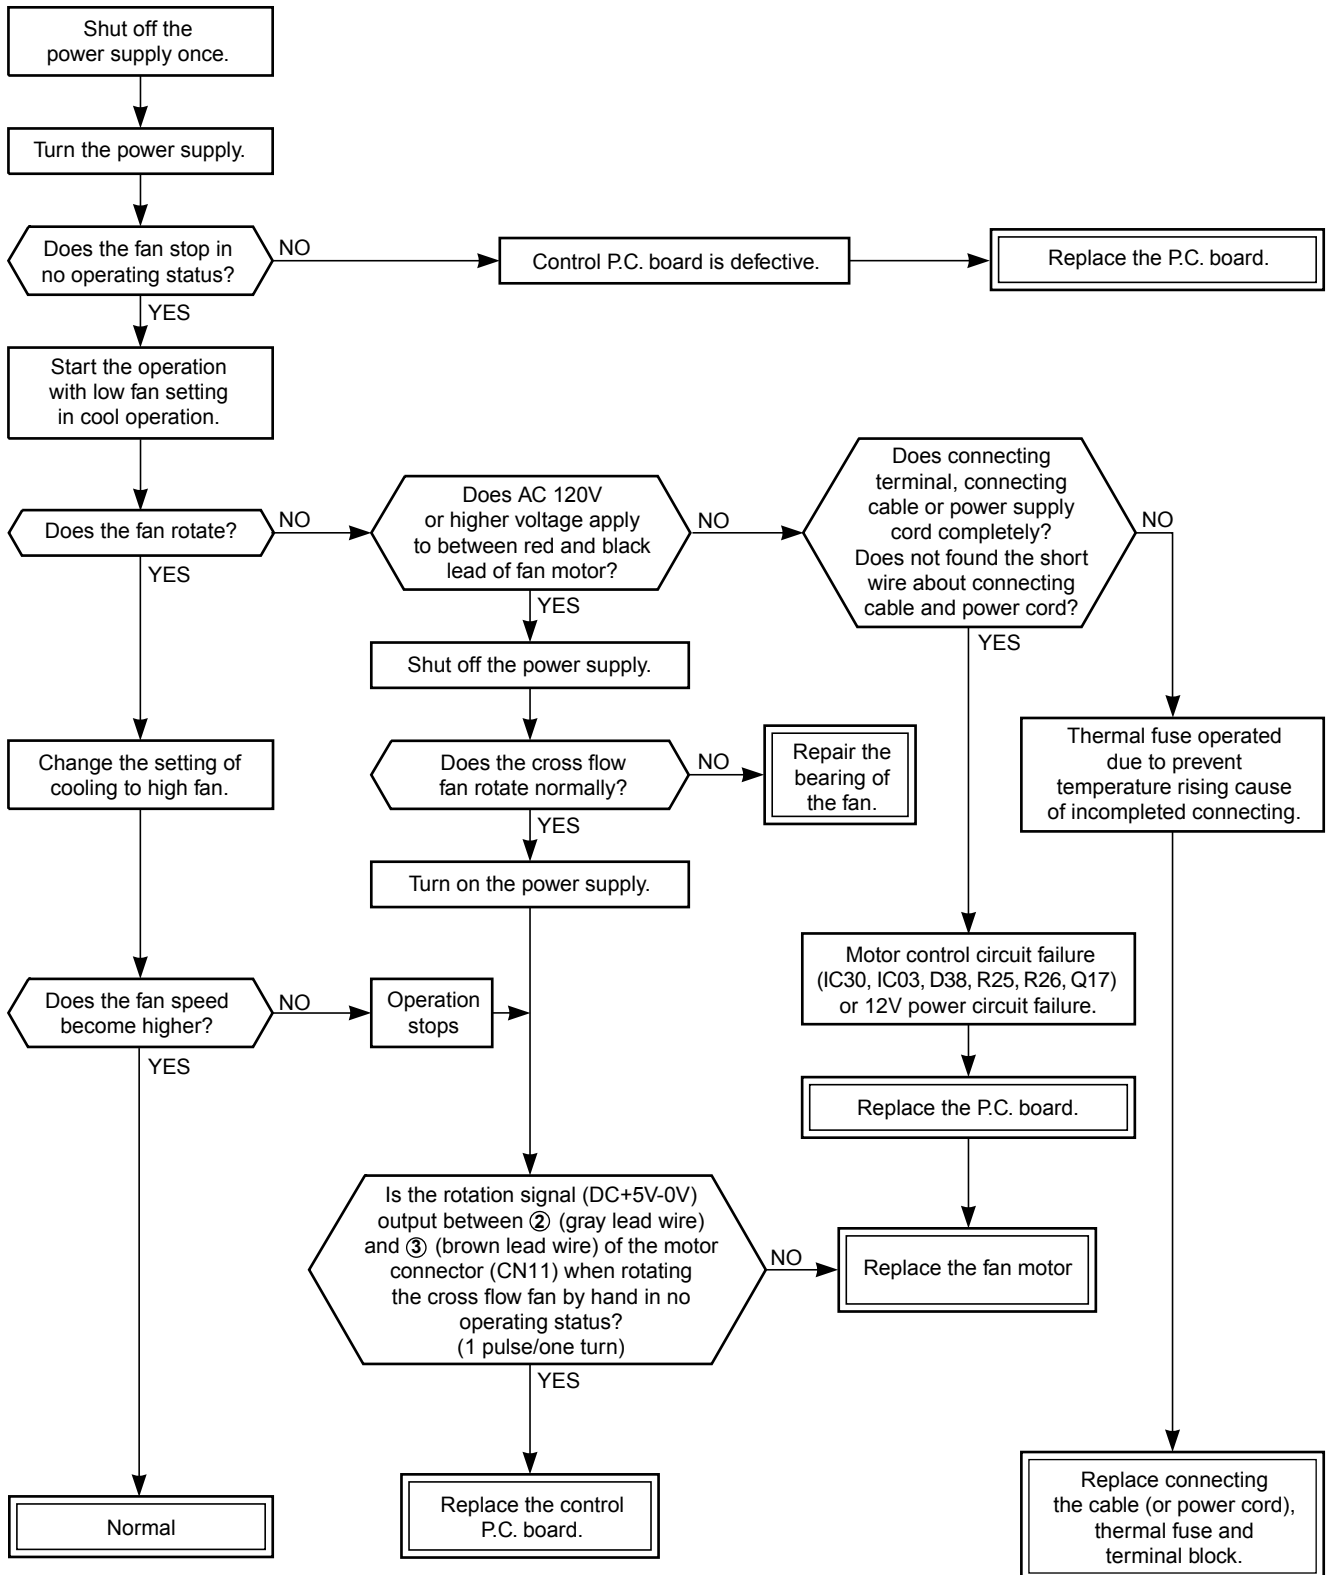 Shut off the
power supply once.
Turn the power supply.
Does the fan stop in
no operating status?
NO
Control P.C. board is defective.
Replace the P.C. board.
YES
Start the operation
with low fan setting
in cool operation.
Does the fan rotate?
NO
Does AC 120V
or higher voltage apply
to between red and black
lead of fan motor?
NO
Does connecting
terminal, connecting
cable or power supply
cord completely?
Does not found the short
wire about connecting
cable and power cord?
NO
YES
YES
YES
Shut off the power supply.
Change the setting of
cooling to high fan.
Does the cross flow
fan rotate normally?
NO
Repair the
bearing of
the fan.
Thermal fuse operated
due to prevent
temperature rising cause
of incompleted connecting.
YES
Turn on the power supply.
Motor control circuit failure
(IC30, IC03, D38, R25, R26, Q17)
or 12V power circuit failure.
Does the fan speed
become higher?
NO
Operation
stops
YES
Replace the P.C. board.
Is the rotation signal (DC+5V-0V)
output between ② (gray lead wire)
and ③ (brown lead wire) of the motor
connector (CN11) when rotating
the cross flow fan by hand in no
operating status?
(1 pulse/one turn)
NO
Replace the fan motor
YES
Normal
Replace the control
P.C. board.
Replace connecting
the cable (or power cord),
thermal fuse and
terminal block.